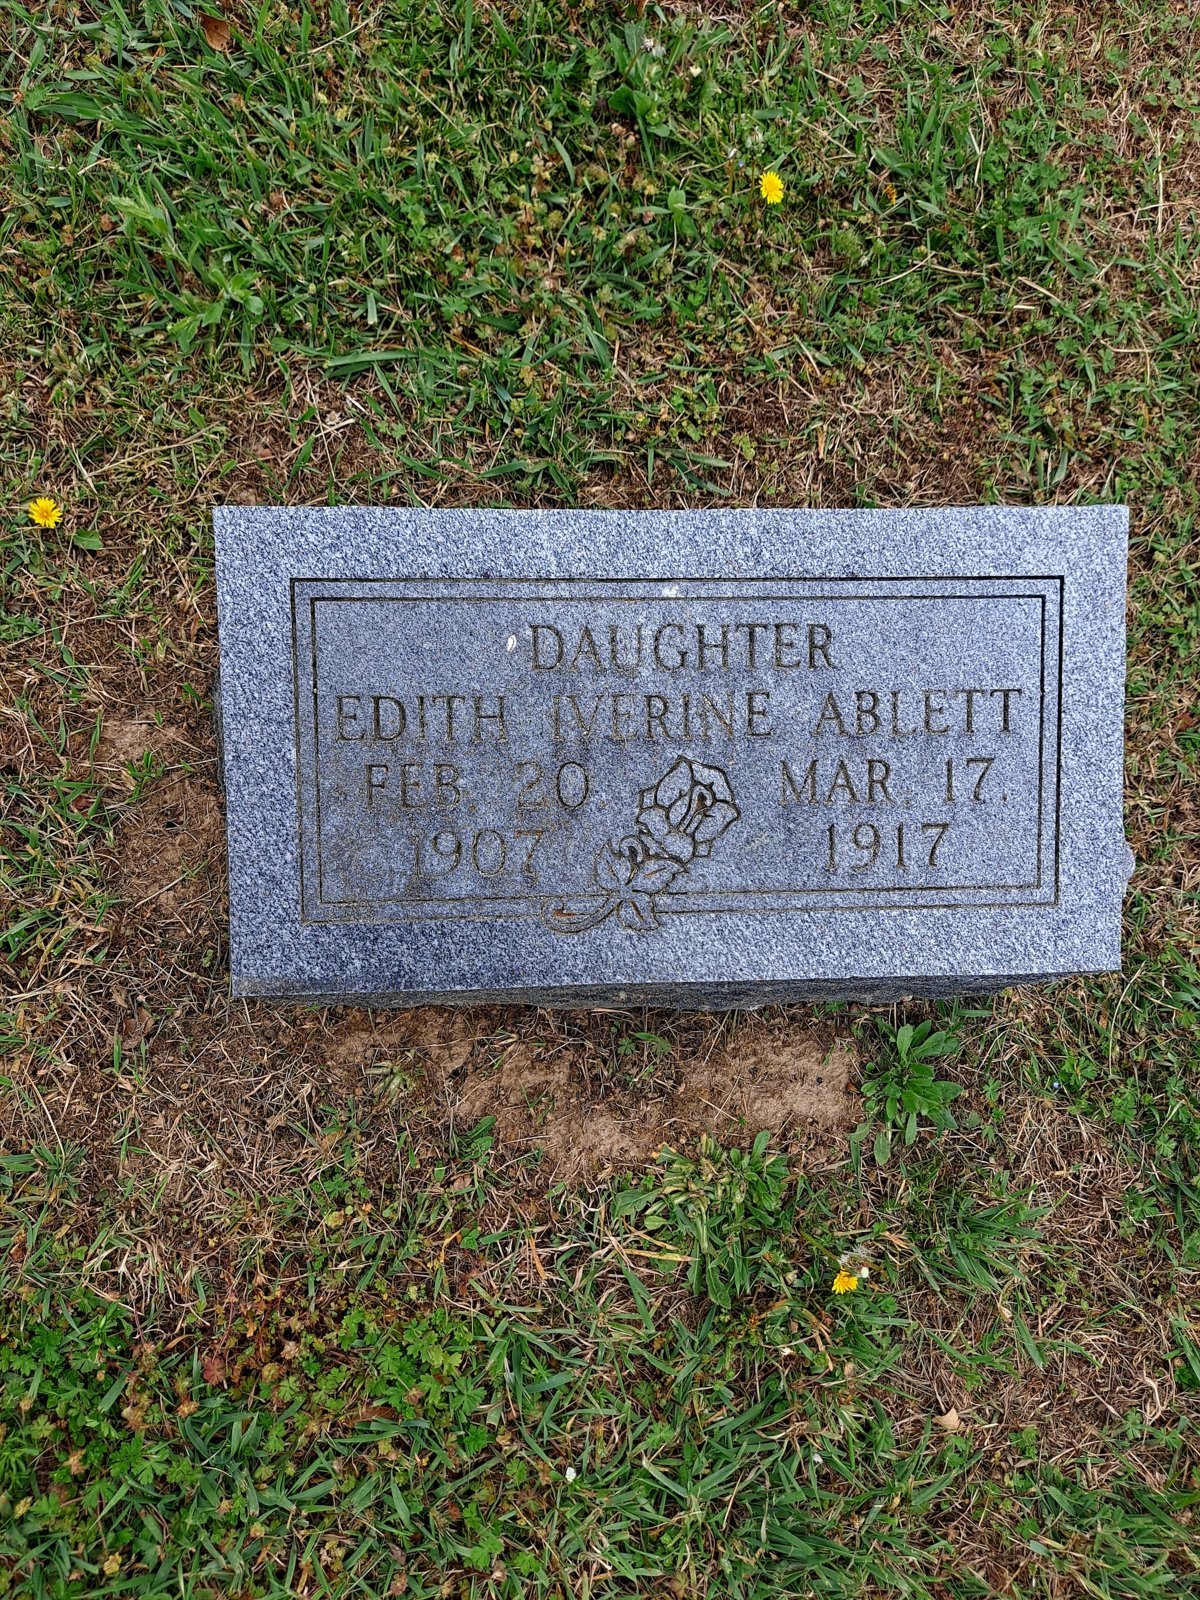 DAUGHTER
EDITH IVERINE ABLETT
FEB. 20. MAR. 17.
1907 1917